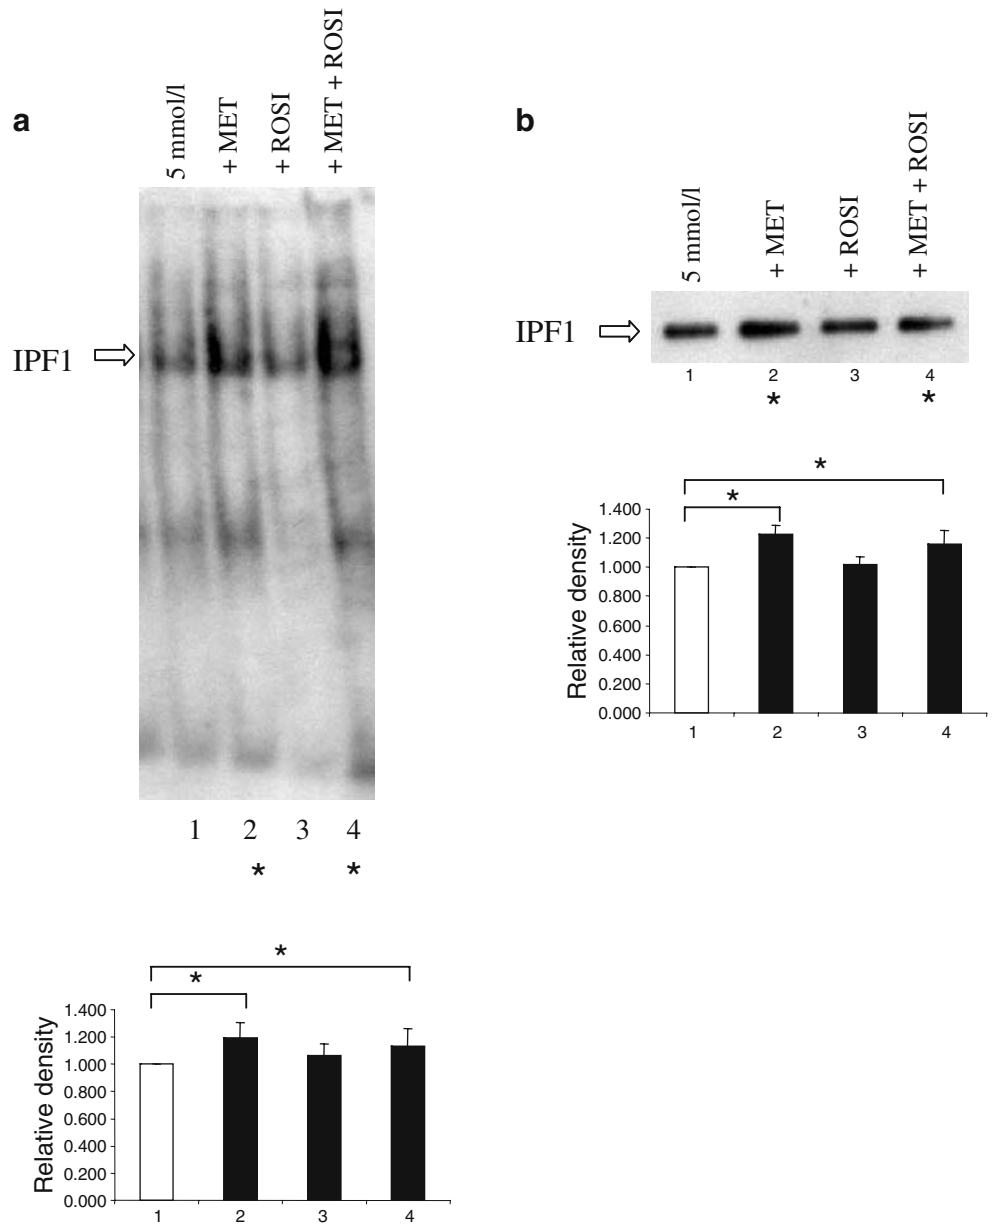 a
5 mmol/l
+ MET
+ ROSI
+ MET + ROSI
IPF1
1 2 3 4
* *
*
*
Relative density
1.400
1.200
1.000
0.800
0.600
0.400
0.200
0.000
1 2 3 4
b
5 mmol/l
+ MET
+ ROSI
+ MET + ROSI
IPF1
1 2 3 4
* *
*
*
Relative density
1.400
1.200
1.000
0.800
0.600
0.400
0.200
0.000
1 2 3 4